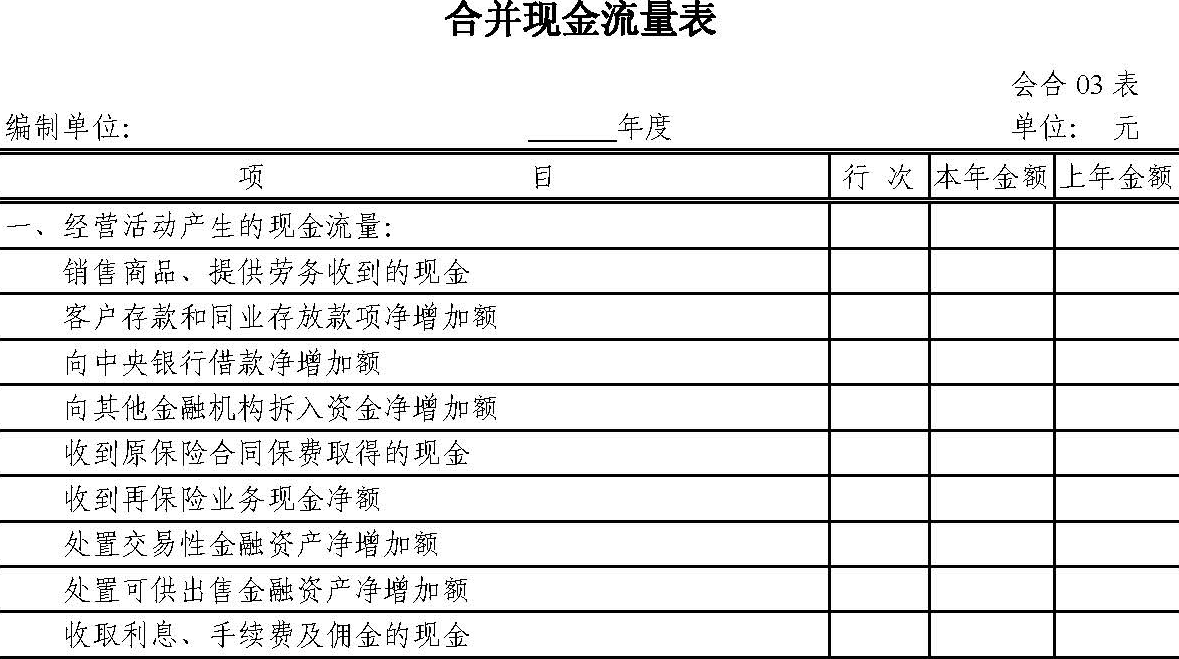 合并现金流量表
会合 03 表
编制单位: ______年度 单位: 元
项 目 行 次 本年金额 上年金额
一、经营活动产生的现金流量:
销售商品、提供劳务收到的现金
客户存款和同业存放款项净增加额
向中央银行借款净增加额
向其他金融机构拆入资金净增加额
收到原保险合同保费取得的现金
收到再保险业务现金净额
处置交易性金融资产净增加额
处置可供出售金融资产净增加额
收取利息、手续费及佣金的现金